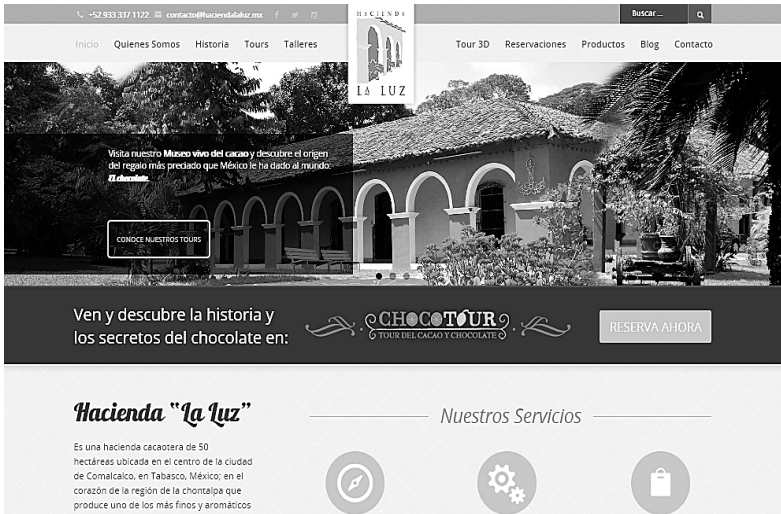 +52 933 337 1122 contacto@haciendalaluz.mx
Buscar ...
Inicio Quienes Somos Historia Tours Talleres
HACIENDA
LA LUZ
Tour 3D Reservaciones Productos Blog Contacto
Visita nuestro Museo vivo del cacao y descubre el origen
del regalo más preciado que México le ha dado al mundo:
El chocolate.
CONOCE NUESTROS TOURS
Ven y descubre la historia y
los secretos del chocolate en:
CHOCOTOUR
TOUR DEL CACAO Y CHOCOLATE
RESERVA AHORA
Hacienda “La Luz”
Es una hacienda cacaotera de 50
hectáreas ubicada en el centro de la ciudad
de Comalcalco, en Tabasco, México; en el
corazón de la región de la chontalpa que
produce uno de los más finos y aromáticos
Nuestros Servicios